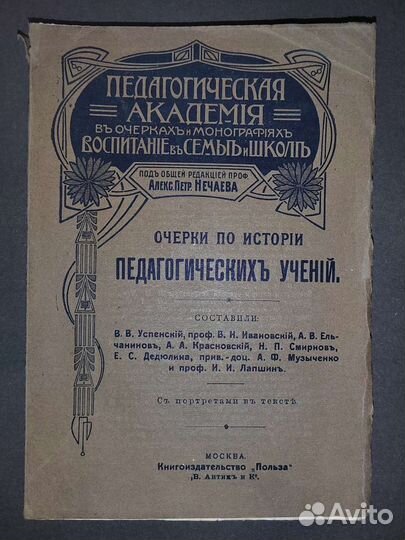 ПЕДАГОГИЧЕСКАЯ
АКАДЕМІЯ
ВЪ ОЧЕРКАХЪ И МОНОГРАФІЯХЪ
ВОСПИТАНІЕ ВЪ СЕМЬѢ И ШКОЛѢ
ПОДЪ ОБЩЕЙ РЕДАКЦІЕЙ ПРОФ.
АЛЕКС. ПЕТР. НЕЧАЕВА
ОЧЕРКИ ПО ИСТОРІИ
ПЕДАГОГИЧЕСКИХЪ УЧЕНІЙ.
СОСТАВИЛИ:
В. В. Успенскій, проф. В. Н. Ивановскій, А. В. Ель-
чаниновъ, А. А. Красновскій, Н. П. Смирновъ,
Е. С. Дедюлина, прив.-доц. А. Ф. Музыченко
и проф. И. И. Лапшинъ.
Съ портретами въ текстѣ.
МОСКВА.
Книгоиздательство „Польза"
„В. Антикъ и К°.
Avito